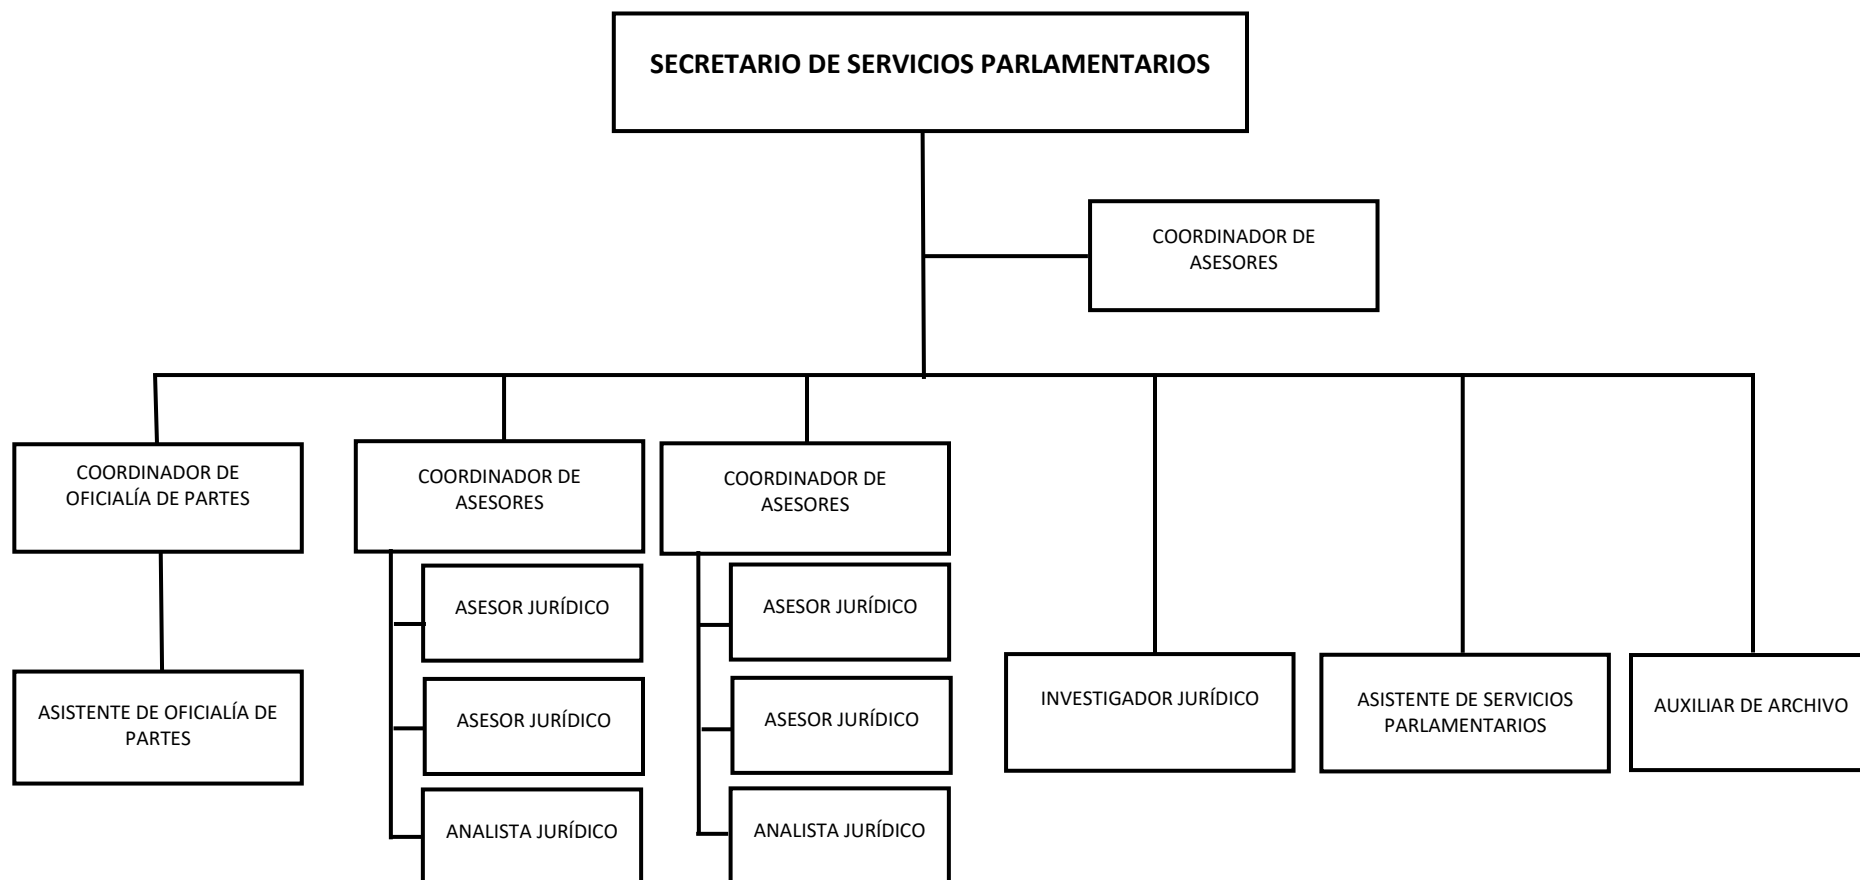 SECRETARIO DE SERVICIOS PARLAMENTARIOS
COORDINADOR DE
ASESORES
COORDINADOR DE
OFICIALÍA DE PARTES
COORDINADOR DE
ASESORES
COORDINADOR DE
ASESORES
ASESOR JURÍDICO
ASESOR JURÍDICO
ASISTENTE DE OFICIALÍA DE
PARTES
ASESOR JURÍDICO
ASESOR JURÍDICO
INVESTIGADOR JURÍDICO
ASISTENTE DE SERVICIOS
PARLAMENTARIOS
AUXILIAR DE ARCHIVO
ANALISTA JURÍDICO
ANALISTA JURÍDICO